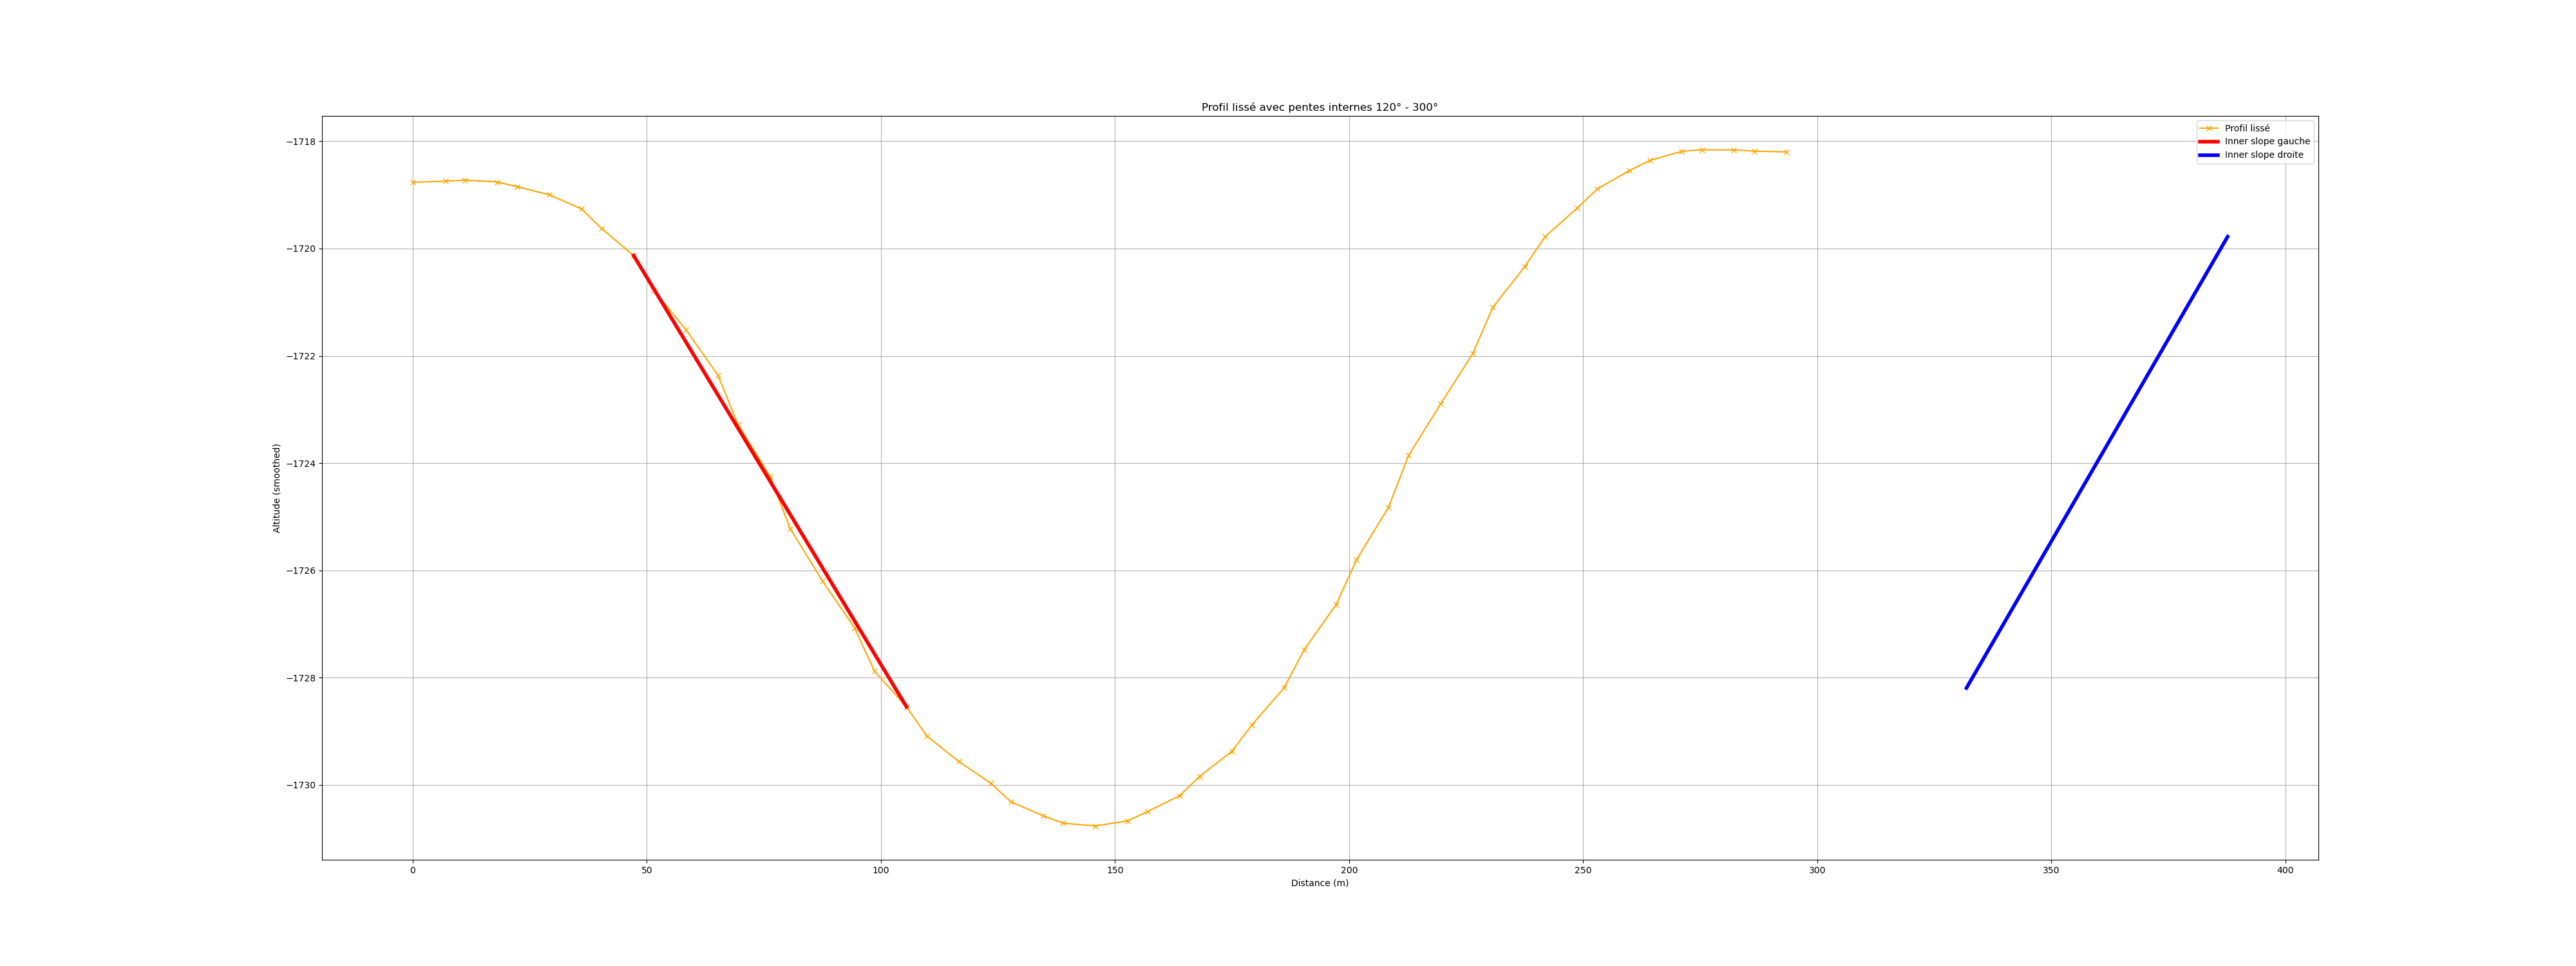 Profil lissé avec pentes internes 120° - 300°
Profil lissé
Inner slope gauche
Inner slope droite
−1718
−1720
−1722
−1724
−1726
−1728
−1730
Altitude (smoothed)
0 50 100 150 200 250 300 350 400
Distance (m)